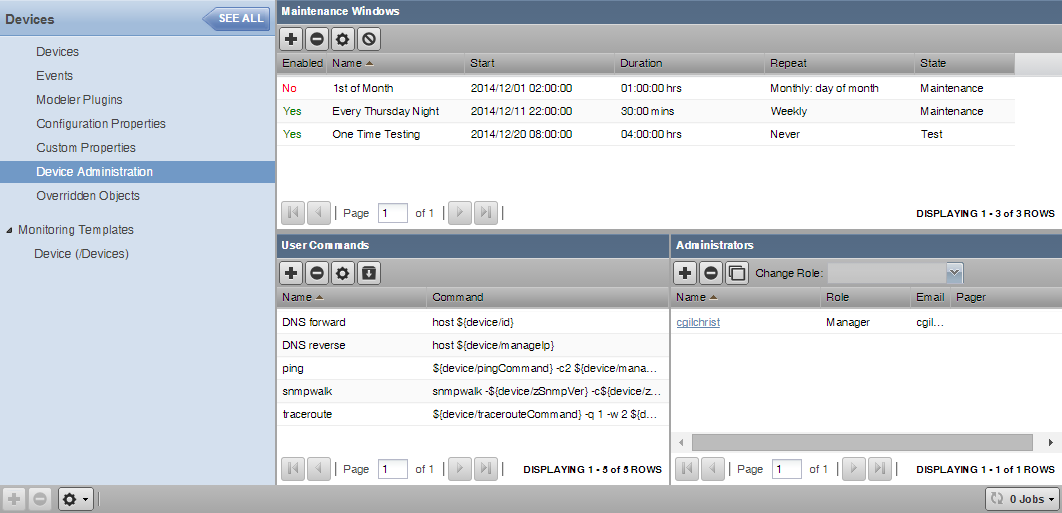 Devices
SEE ALL
Devices
Events
Modeler Plugins
Configuration Properties
Custom Properties
Device Administration
Overridden Objects
Monitoring Templates
Device (/Devices)
Maintenance Windows
Enabled Name Start Duration Repeat State
No 1st of Month 2014/12/01 02:00:00 01:00:00 hrs Monthly: day of month Maintenance
Yes Every Thursday Night 2014/12/11 22:00:00 30:00 mins Weekly Maintenance
Yes One Time Testing 2014/12/20 08:00:00 04:00:00 hrs Never Test
Page 1 of 1 DISPLAYING 1 - 3 of 3 ROWS
User Commands
Name Command
DNS forward host ${device/id}
DNS reverse host ${device/manageIp}
ping ${device/pingCommand} -c2 ${device/mana...
snmpwalk snmpwalk -${device/zSnmpVer} -c${device/z...
traceroute ${device/tracerouteCommand} -q 1 -w 2 ${d...
Page 1 of 1 DISPLAYING 1 - 5 of 5 ROWS
Administrators
Change Role:
Name Role Email Pager
cgilchrist Manager cgil...
Page 1 of 1 DISPLAYING 1 - 1 of 1 ROWS
0 Jobs